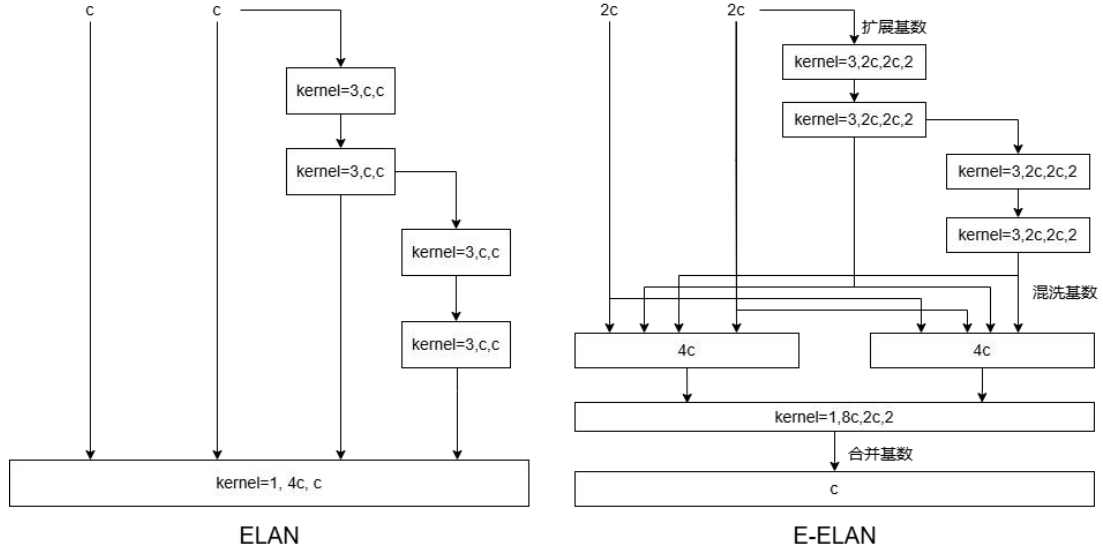 c
c
kernel=3,c,c
kernel=3,c,c
kernel=3,c,c
kernel=3,c,c
kernel=1, 4c, c
ELAN
2c
2c
扩展基数
kernel=3,2c,2c,2
kernel=3,2c,2c,2
kernel=3,2c,2c,2
kernel=3,2c,2c,2
混洗基数
4c
4c
kernel=1,8c,2c,2
合并基数
c
E-ELAN